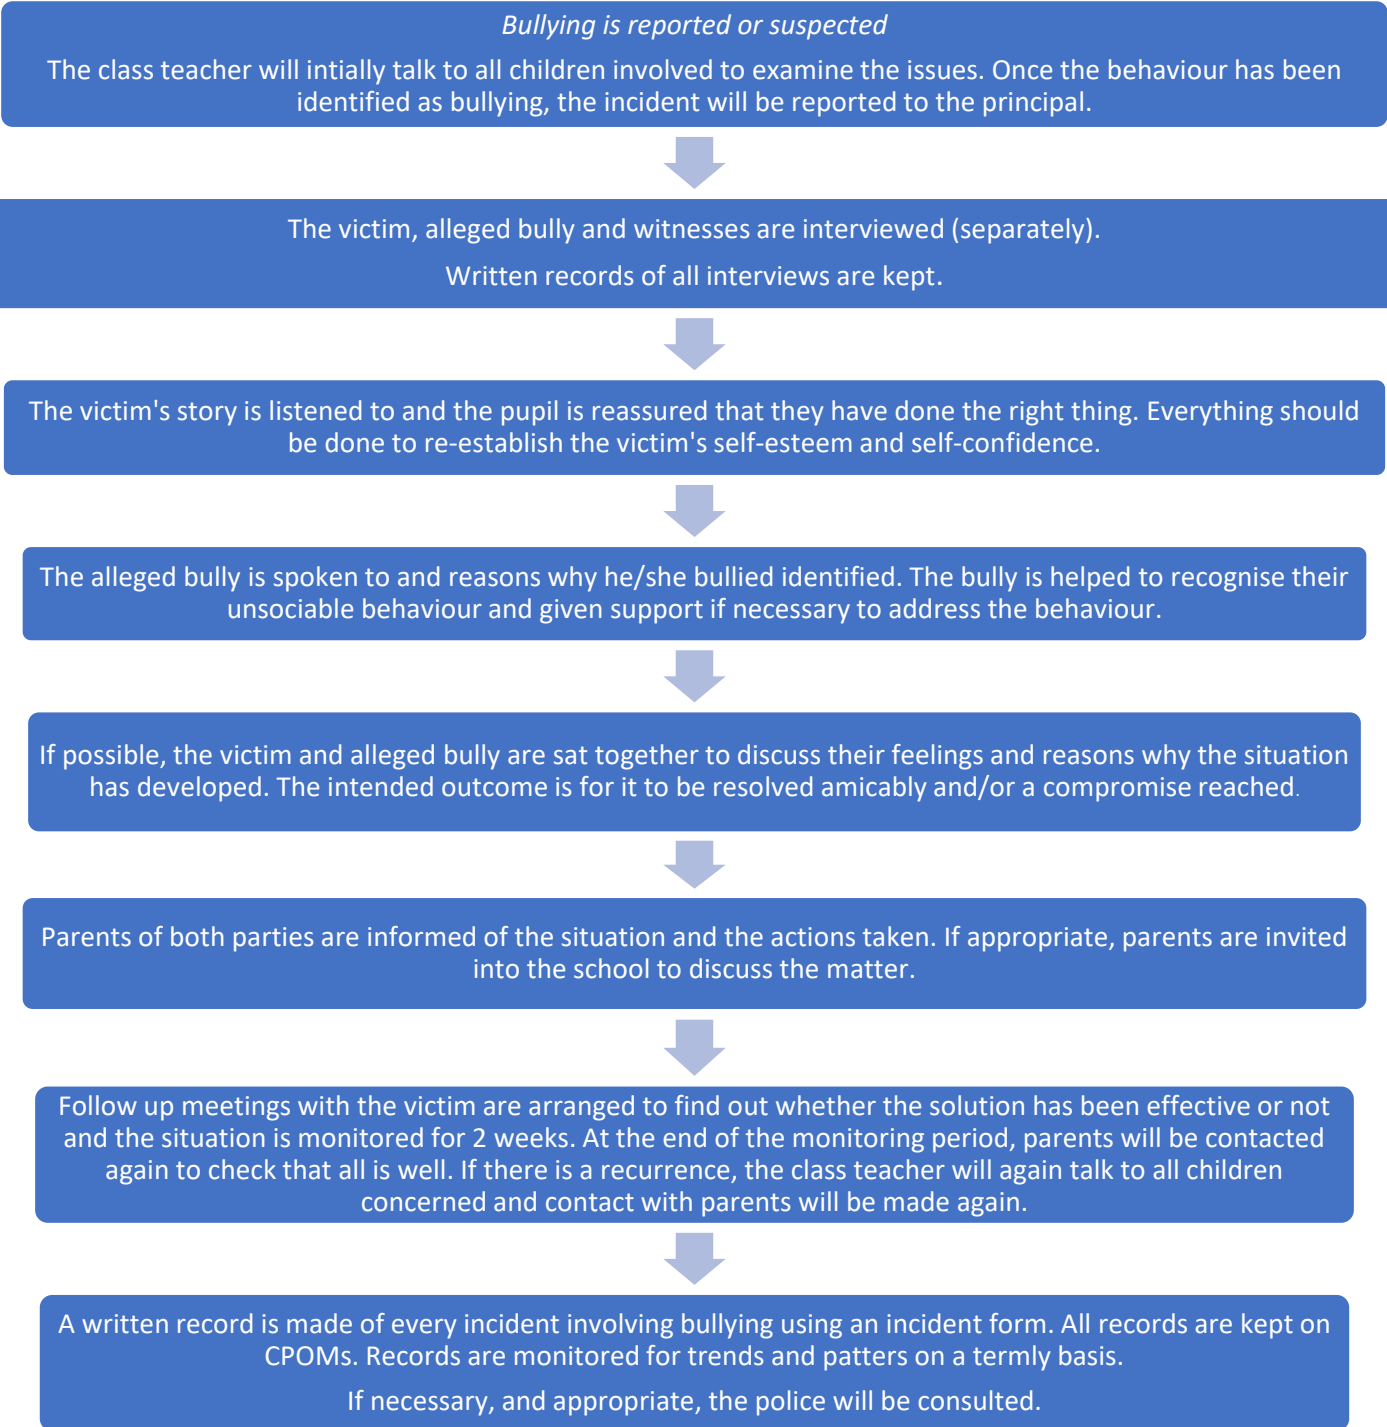 Bullying is reported or suspected
The class teacher will intially talk to all children involved to examine the issues. Once the behaviour has been
identified as bullying, the incident will be reported to the principal.
The victim, alleged bully and witnesses are interviewed (separately).
Written records of all interviews are kept.
The victim's story is listened to and the pupil is reassured that they have done the right thing. Everything should
be done to re-establish the victim's self-esteem and self-confidence.
The alleged bully is spoken to and reasons why he/she bullied identified. The bully is helped to recognise their
unsociable behaviour and given support if necessary to address the behaviour.
If possible, the victim and alleged bully are sat together to discuss their feelings and reasons why the situation
has developed. The intended outcome is for it to be resolved amicably and/or a compromise reached.
Parents of both parties are informed of the situation and the actions taken. If appropriate, parents are invited
into the school to discuss the matter.
Follow up meetings with the victim are arranged to find out whether the solution has been effective or not
and the situation is monitored for 2 weeks. At the end of the monitoring period, parents will be contacted
again to check that all is well. If there is a recurrence, the class teacher will again talk to all children
concerned and contact with parents will be made again.
A written record is made of every incident involving bullying using an incident form. All records are kept on
CPOMs. Records are monitored for trends and patters on a termly basis.
If necessary, and appropriate, the police will be consulted.